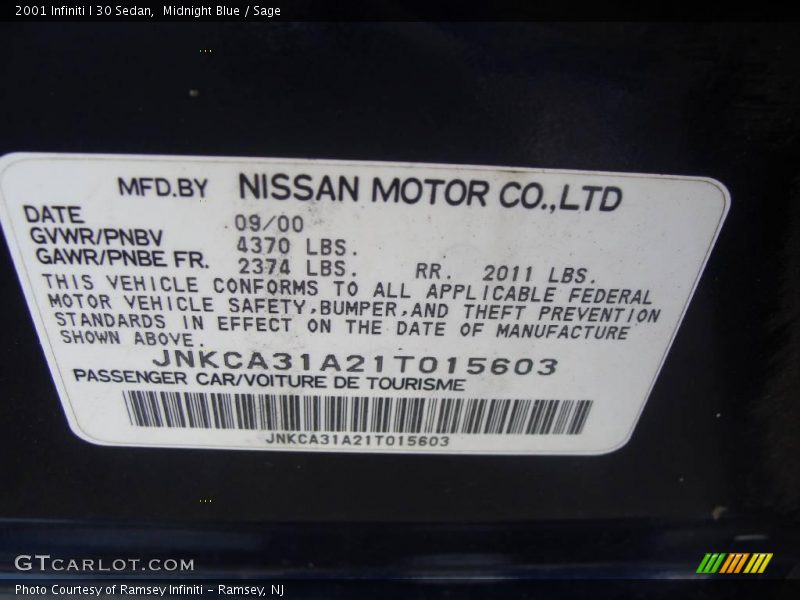 2001 Infiniti I 30 Sedan,  Midnight Blue / Sage
MFD.BY NISSAN MOTOR CO.,LTD
DATE 09/00
GVWR/PNBV 4370 LBS.
GAWR/PNBE FR. 2374 LBS. RR. 2011 LBS.
THIS VEHICLE CONFORMS TO ALL APPLICABLE FEDERAL
MOTOR VEHICLE SAFETY,BUMPER,AND THEFT PREVENTION
STANDARDS IN EFFECT ON THE DATE OF MANUFACTURE
SHOWN ABOVE.
JNKCA31A21T015603
PASSENGER CAR/VOITURE DE TOURISME
JNKCA31A21T015603
GTCARLOT.COM
Photo Courtesy of Ramsey Infiniti – Ramsey, NJ